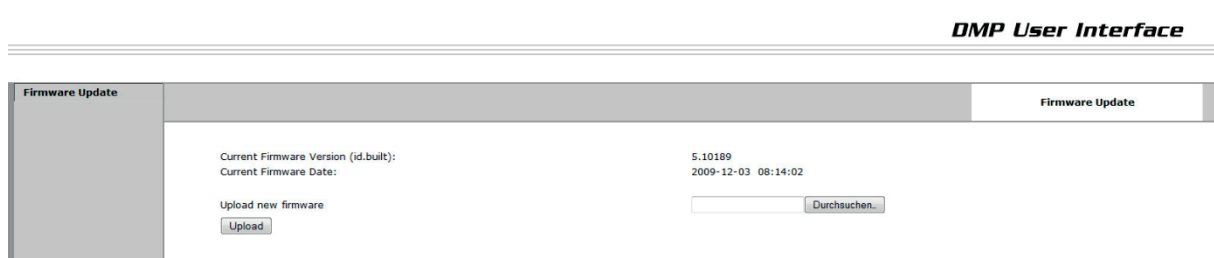 DMP User Interface
Firmware Update
Firmware Update
Current Firmware Version (id.built): 5.10189
Current Firmware Date: 2009-12-03 08:14:02
Upload new firmware Durchsuchen..
Upload